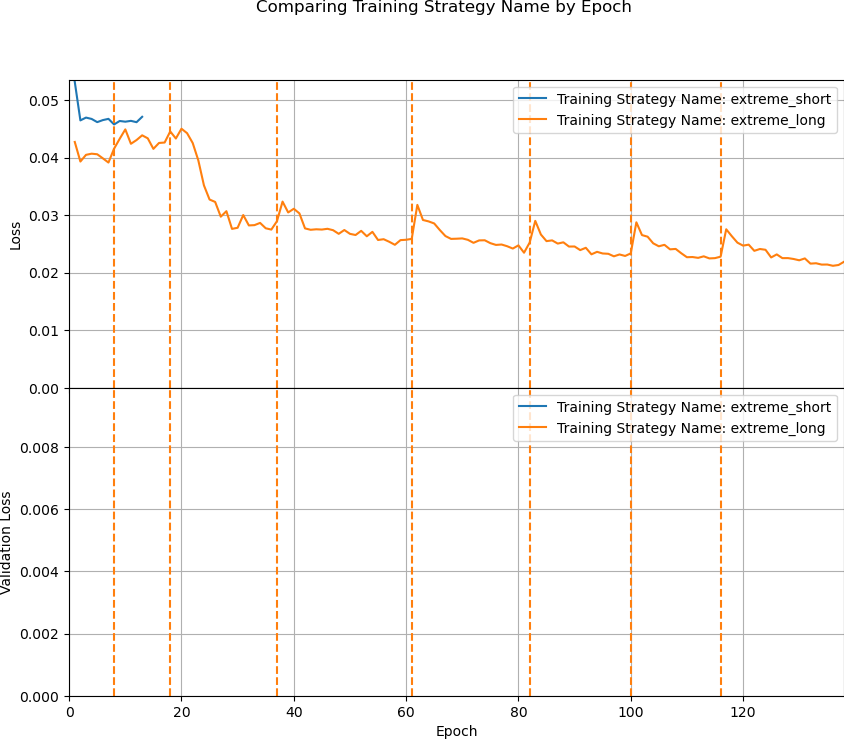 Comparing Training Strategy Name by Epoch
Training Strategy Name: extreme_short
Training Strategy Name: extreme_long
0.05
0.04
0.03
0.02
0.01
0.00
Loss
Training Strategy Name: extreme_short
Training Strategy Name: extreme_long
0.008
0.006
0.004
0.002
0.000
Validation Loss
0 20 40 60 80 100 120
Epoch